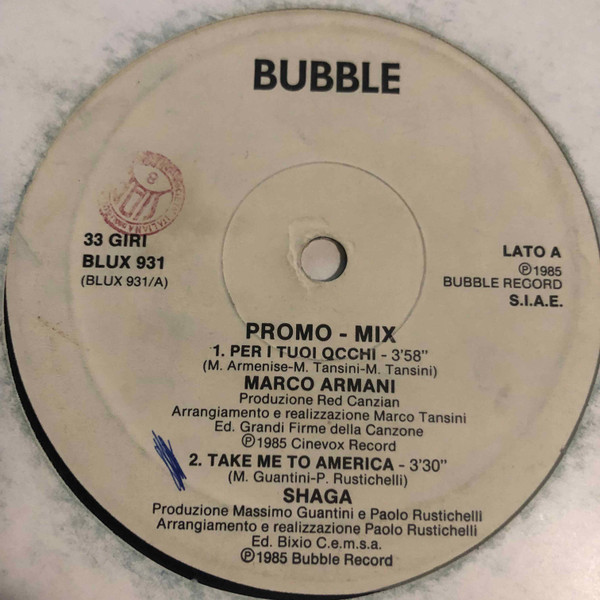 BUBBLE
8
33 GIRI
BLUX 931
(BLUX 931/A)
LATO A
℗1985
BUBBLE RECORD
S.I.A.E.
PROMO - MIX
1. PER I TUOI OCCHI - 3'58"
(M. Armenise-M. Tansini-M. Tansini)
MARCO ARMANI
Produzione Red Canzian
Arrangiamento e realizzazione Marco Tansini
Ed. Grandi Firme della Canzone
℗1985 Cinevox Record
2. TAKE ME TO AMERICA - 3'30"
(M. Guantini-P. Rustichelli)
SHAGA
Produzione Massimo Guantini e Paolo Rustichelli
Arrangiamento e realizzazione Paolo Rustichelli
Ed. Bixio C.e.m.s.a.
℗1985 Bubble Record